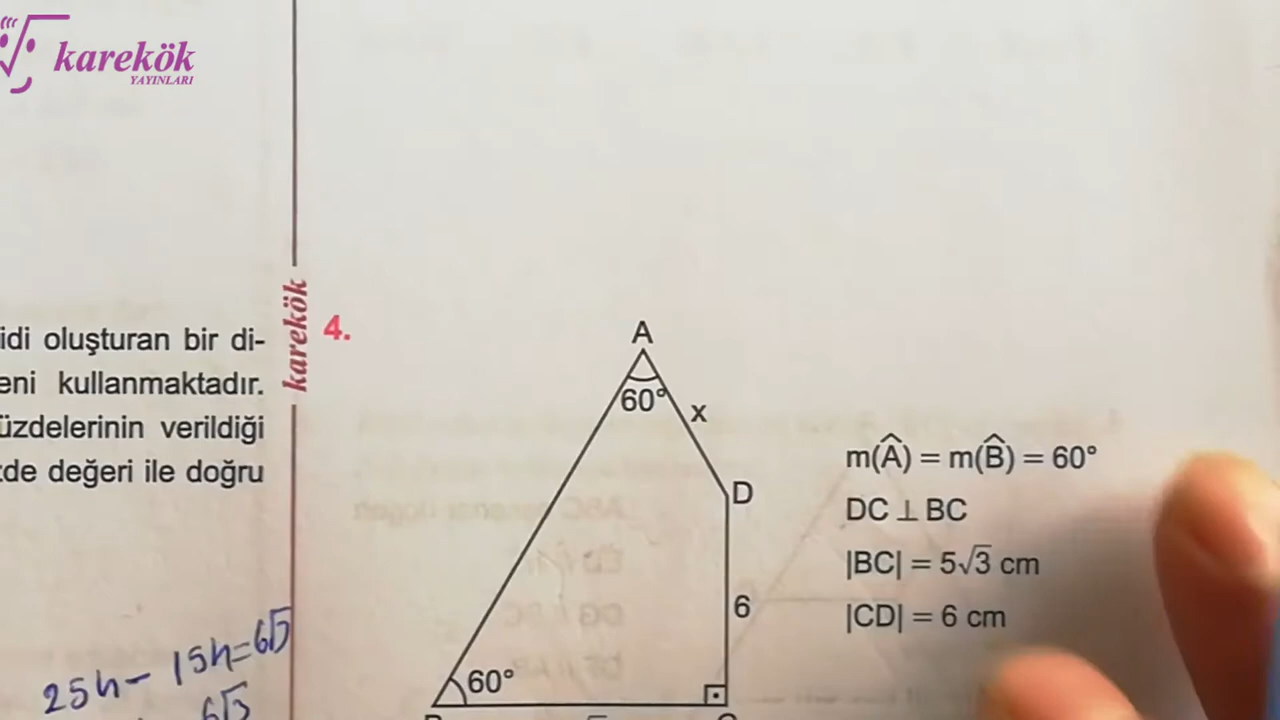 karekök
YAYINLARI
idi oluşturan bir di-
eni kullanmaktadır.
üzdelerinin verildiği
de değeri ile doğru
25h - 15h = 6√3
6√3
karekök
4.
A
60°
x
D
6
60°
m(Â) = m(B̂) = 60°
DC ⊥ BC
|BC| = 5√3 cm
|CD| = 6 cm